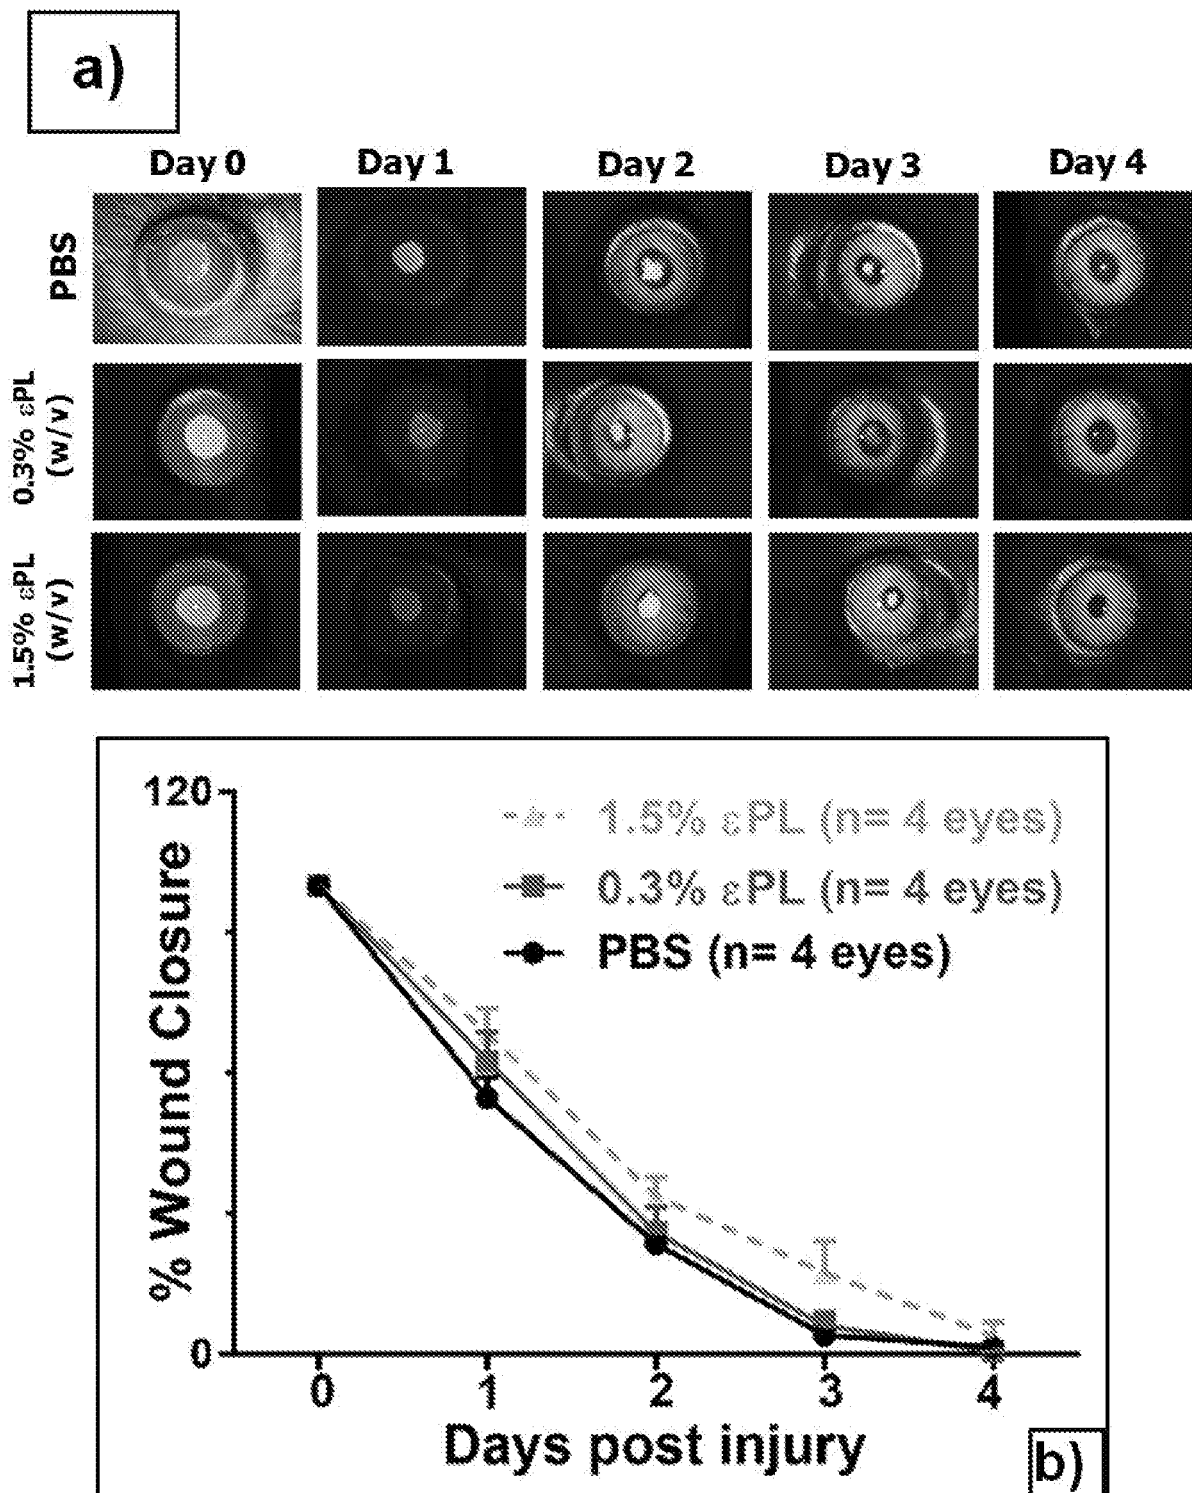 a)
Day 0 Day 1 Day 2 Day 3 Day 4
PBS
0.3% εPL
(w/v)
1.5% εPL
(w/v)
120
1.5% εPL (n= 4 eyes)
0.3% εPL (n= 4 eyes)
PBS (n= 4 eyes)
% Wound Closure
0
0 1 2 3 4
Days post injury
b)